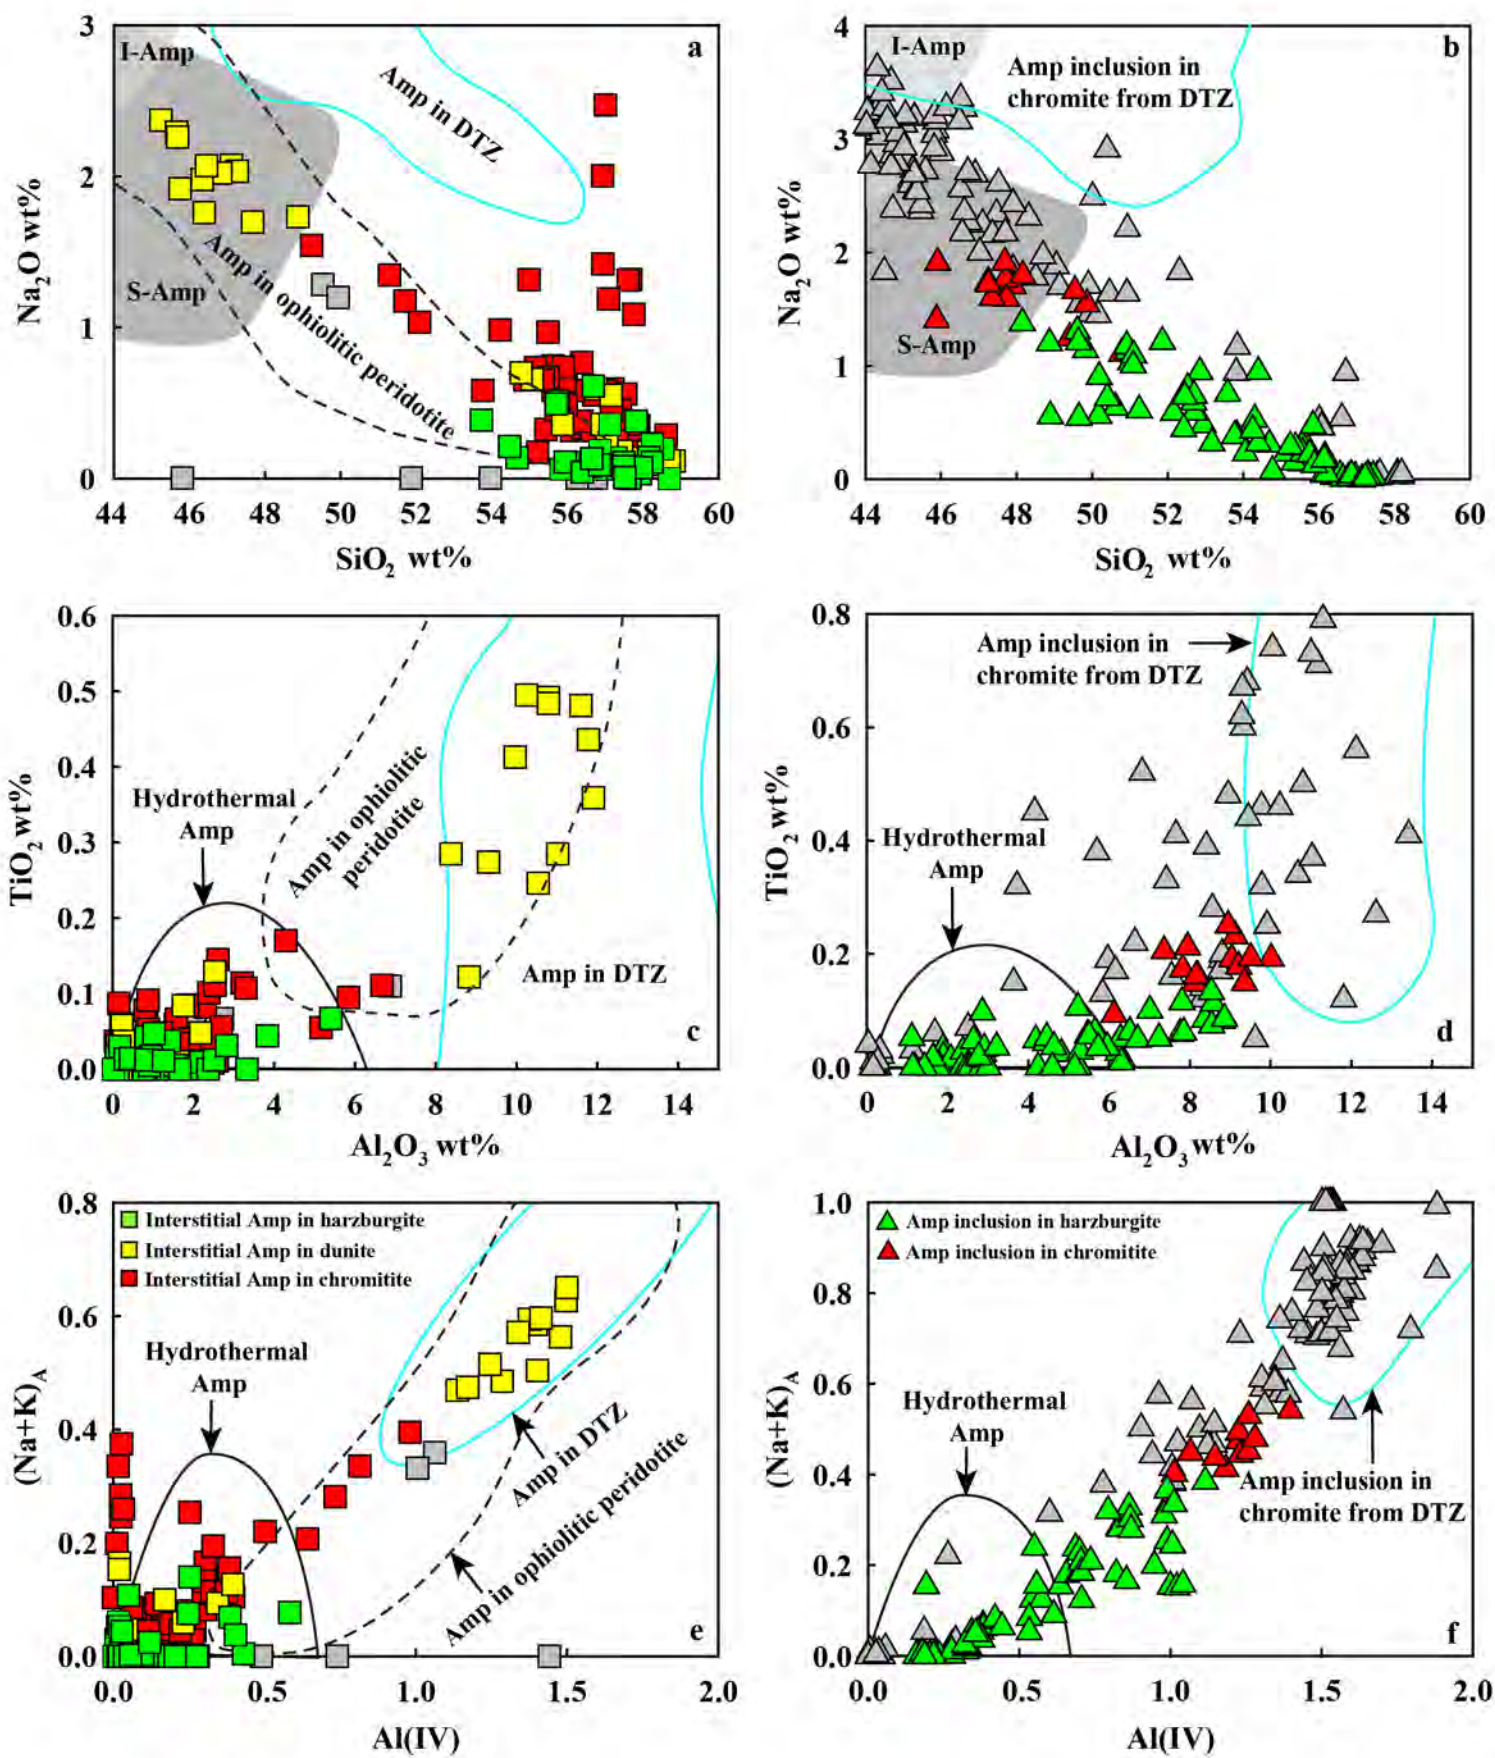 3
2
1
0
Na2O wt%
I-Amp
S-Amp
Amp in DTZ
Amp in ophiolitic peridotite
a
44 46 48 50 52 54 56 58 60
SiO2 wt%
4
3
2
1
0
Na2O wt%
I-Amp
Amp inclusion in
chromite from DTZ
S-Amp
b
44 46 48 50 52 54 56 58 60
SiO2 wt%
0.6
0.5
0.4
0.3
0.2
0.1
0.0
TiO2 wt%
Hydrothermal
Amp
Amp in ophiolitic
peridotite
Amp in DTZ
c
0 2 4 6 8 10 12 14
Al2O3 wt%
0.8
0.6
0.4
0.2
0.0
TiO2 wt%
Amp inclusion in
chromite from DTZ
Hydrothermal
Amp
d
0 2 4 6 8 10 12 14
Al2O3 wt%
0.8
0.6
0.4
0.2
0.0
(Na+K)A
Interstitial Amp in harzburgite
Interstitial Amp in dunite
Interstitial Amp in chromitite
Hydrothermal
Amp
Amp in DTZ
Amp in ophiolitic peridotite
e
0.0 0.5 1.0 1.5 2.0
Al(IV)
1.0
0.8
0.6
0.4
0.2
0.0
(Na+K)A
Amp inclusion in harzburgite
Amp inclusion in chromitite
Hydrothermal
Amp
Amp inclusion in
chromite from DTZ
f
0.0 0.5 1.0 1.5 2.0
Al(IV)